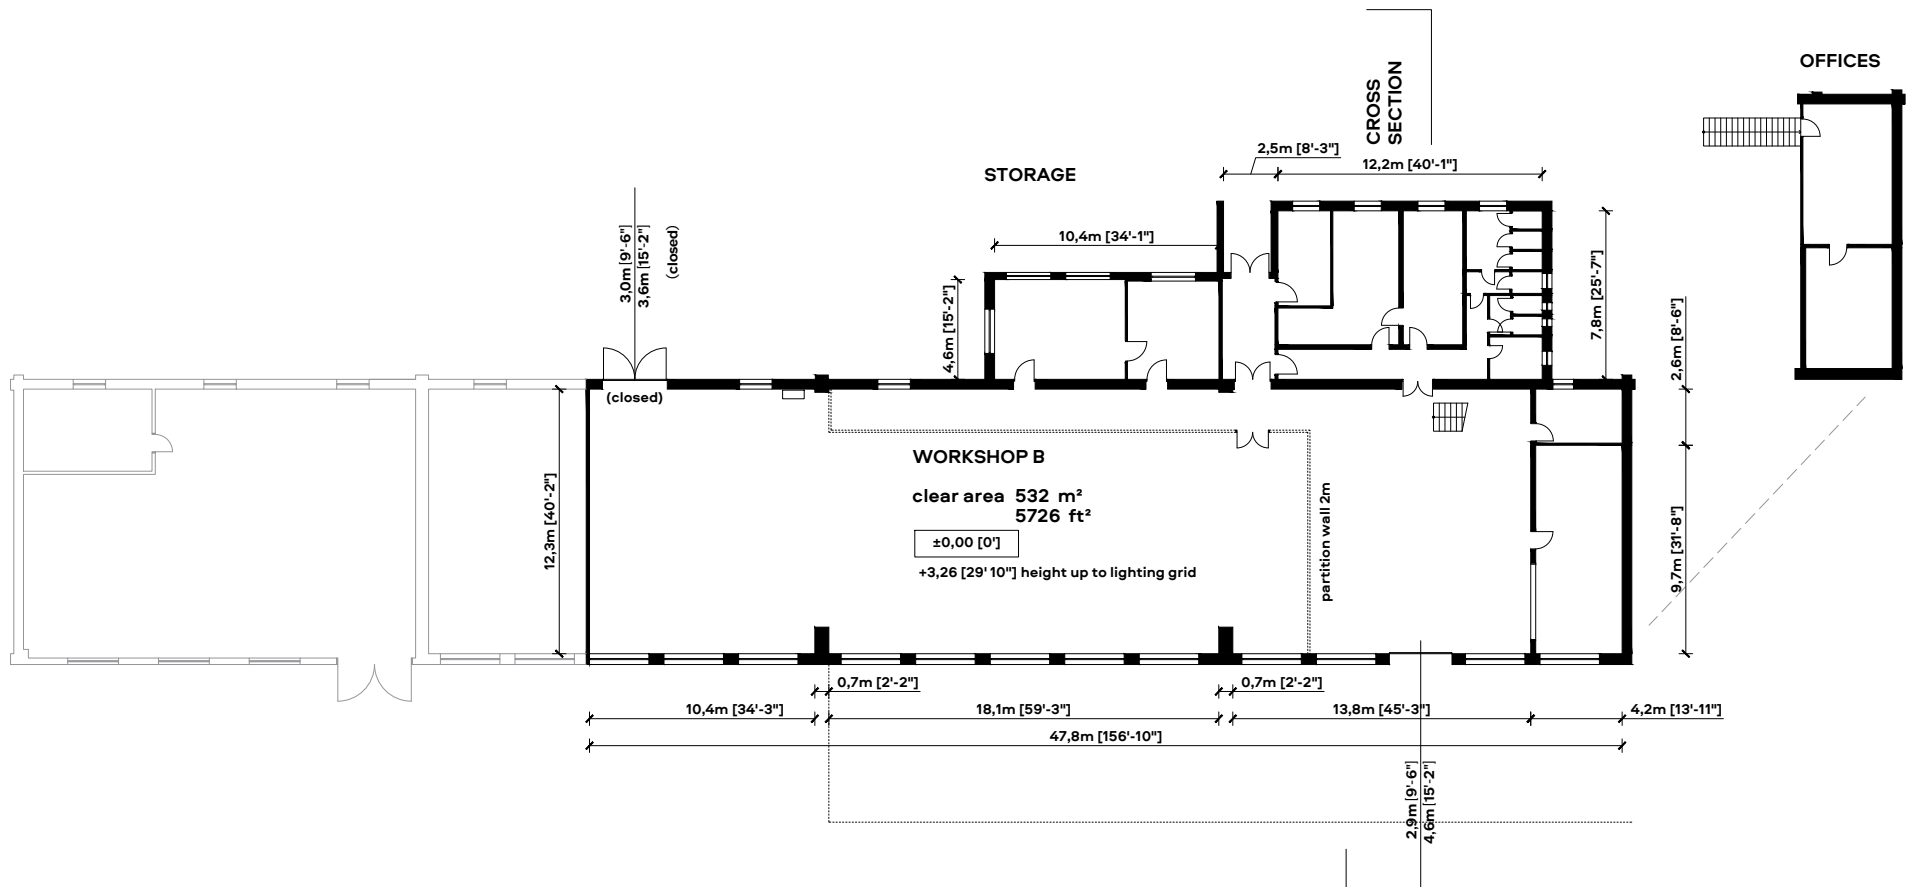 OFFICES
CROSS
SECTION
2,5m [8'-3"]
12,2m [40'-1"]
STORAGE
10,4m [34'-1"]
3,0m [9'-6"]
3,6m [15'-2"]
(closed)
4,6m [15'-2"]
7,8m [25'-7"]
2,6m [8'-6"]
(closed)
WORKSHOP B
clear area 532 m²
5726 ft²
±0,00 [0']
+3,26 [29' 10"] height up to lighting grid
12,3m [40'-2"]
partition wall 2m
9,7m [31'-8"]
0,7m [2'-2"]
0,7m [2'-2"]
10,4m [34'-3"]
18,1m [59'-3"]
13,8m [45'-3"]
4,2m [13'-11"]
47,8m [156'-10"]
2,9m [9'-6"]
4,6m [15'-2"]